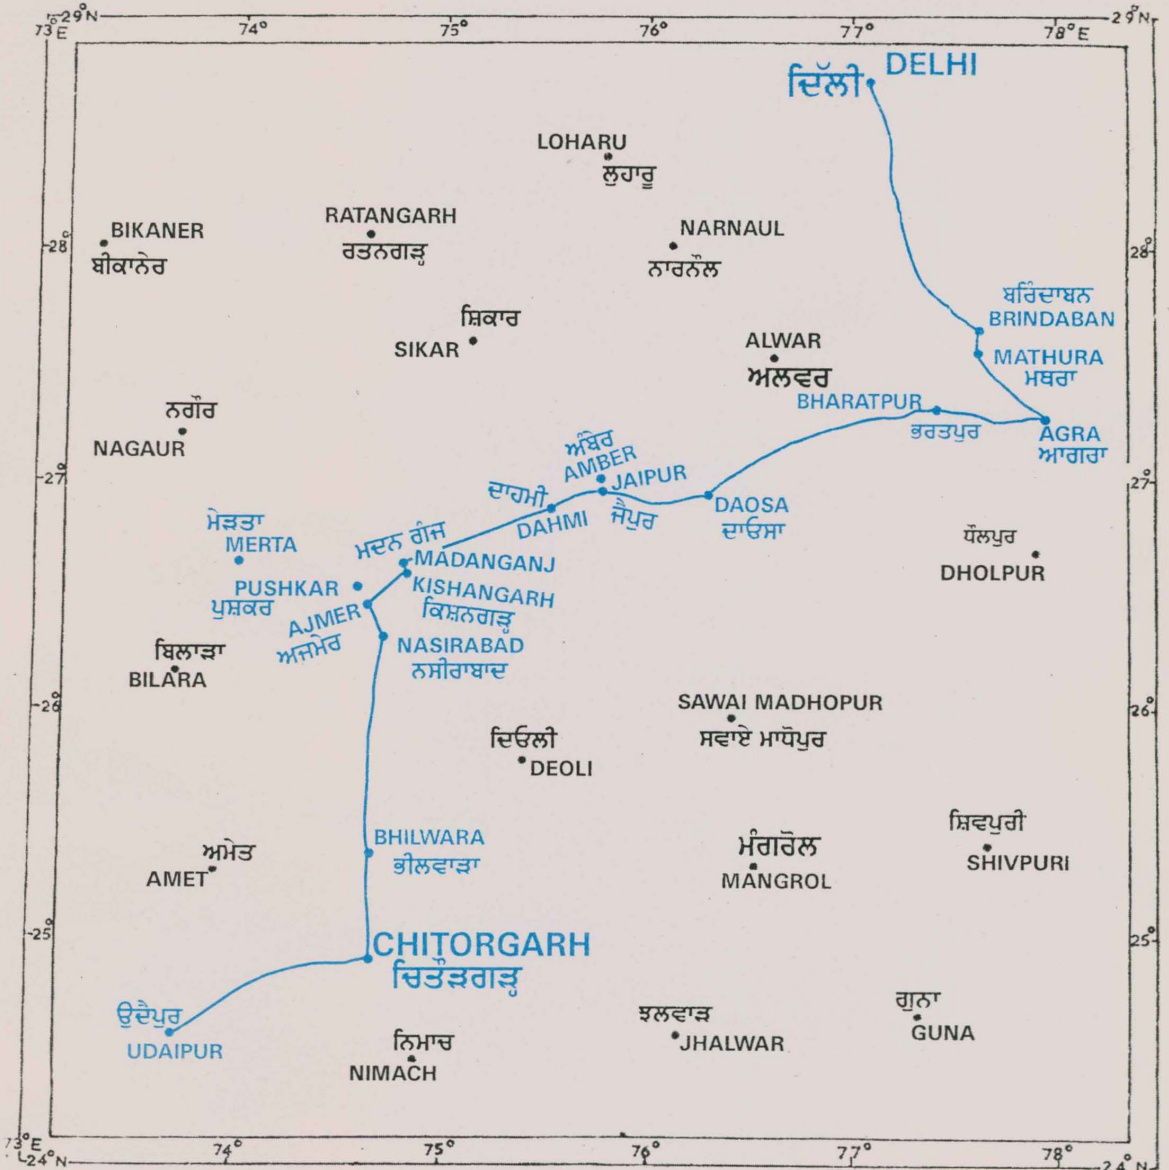 29°N
73°E
74°
75°
76°
77°
78°E
29°N
DELHI
ਦਿੱਲੀ
LOHARU
ਲੁਹਾਰੂ
BIKANER
ਬੀਕਾਨੇਰ
RATANGARH
ਰਤਨਗੜ੍ਹ
NARNAUL
ਨਾਰਨੌਲ
28°
28°
ਬਰਿੰਦਾਬਨ
BRINDABAN
ਸ਼ਿਕਾਰ
SIKAR
ALWAR
ਅਲਵਰ
MATHURA
ਮਥਰਾ
ਨਗੌਰ
NAGAUR
BHARATPUR
ਭਰਤਪੁਰ
AGRA
ਆਗਰਾ
ਅੰਬੇਰ
AMBER
JAIPUR
ਜੈਪੁਰ
27°
27°
ਦਾਹਮੀ
DAHMI
DAOSA
ਦਾਓਸਾ
ਮੇੜਤਾ
MERTA
ਮਦਨ ਗੰਜ
MADANGANJ
ਧੌਲਪੁਰ
DHOLPUR
PUSHKAR
ਪੁਸ਼ਕਰ
KISHANGARH
ਕਿਸ਼ਨਗੜ੍ਹ
AJMER
ਅਜਮੇਰ
NASIRABAD
ਨਸੀਰਾਬਾਦ
ਬਿਲਾੜਾ
BILARA
26°
26°
SAWAI MADHOPUR
ਸਵਾਏ ਮਾਧੋਪੁਰ
ਦਿਓਲੀ
DEOLI
BHILWARA
ਭੀਲਵਾੜਾ
ਅਮੇਤ
AMET
ਮੰਗਰੋਲ
MANGROL
ਸ਼ਿਵਪੁਰੀ
SHIVPURI
25°
25°
CHITORGARH
ਚਿਤੌੜਗੜ੍ਹ
ਉਦੈਪੁਰ
UDAIPUR
ਨਿਮਾਚ
NIMACH
ਝਲਵਾੜ
JHALWAR
ਗੁਨਾ
GUNA
73°E
24°N
74°
75°
76°
77°
78°E
24°N